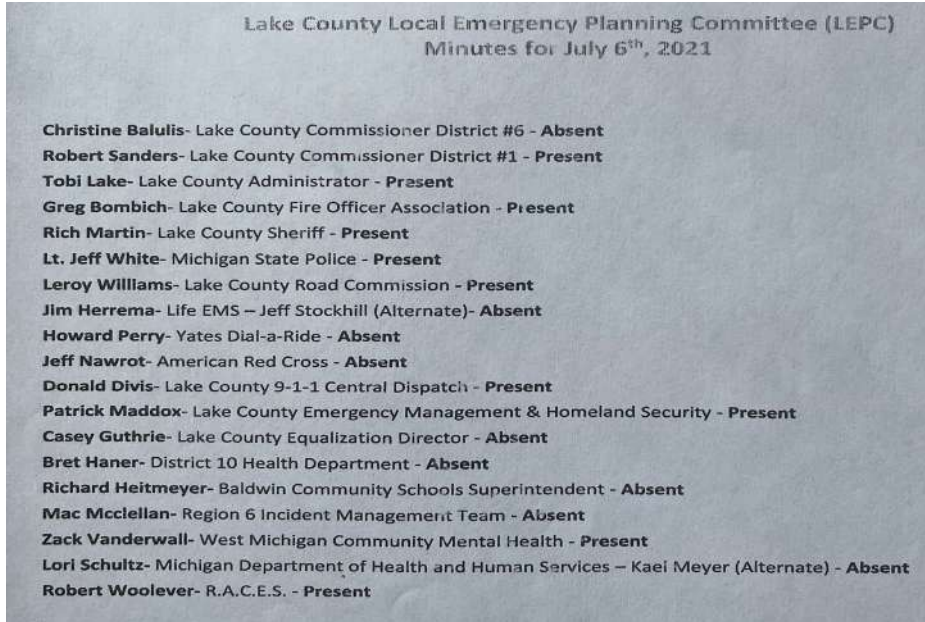 Lake County Local Emergency Planning Committee (LEPC)
Minutes for July 6th, 2021
Christine Balulis- Lake County Commissioner District #6 - Absent
Robert Sanders- Lake County Commissioner District #1 - Present
Tobi Lake- Lake County Administrator - Present
Greg Bombich- Lake County Fire Officer Association - Present
Rich Martin- Lake County Sheriff - Present
Lt. Jeff White- Michigan State Police - Present
Leroy Williams- Lake County Road Commission - Present
Jim Herrema- Life EMS – Jeff Stockhill (Alternate)- Absent
Howard Perry- Yates Dial-a-Ride - Absent
Jeff Nawrot- American Red Cross - Absent
Donald Divis- Lake County 9-1-1 Central Dispatch - Present
Patrick Maddox- Lake County Emergency Management & Homeland Security - Present
Casey Guthrie- Lake County Equalization Director - Absent
Bret Haner- District 10 Health Department - Absent
Richard Heitmeyer- Baldwin Community Schools Superintendent - Absent
Mac Mcclellan- Region 6 Incident Management Team - Absent
Zack Vanderwall- West Michigan Community Mental Health - Present
Lori Schultz- Michigan Department of Health and Human Services – Kaei Meyer (Alternate) - Absent
Robert Woolever- R.A.C.E.S. - Present